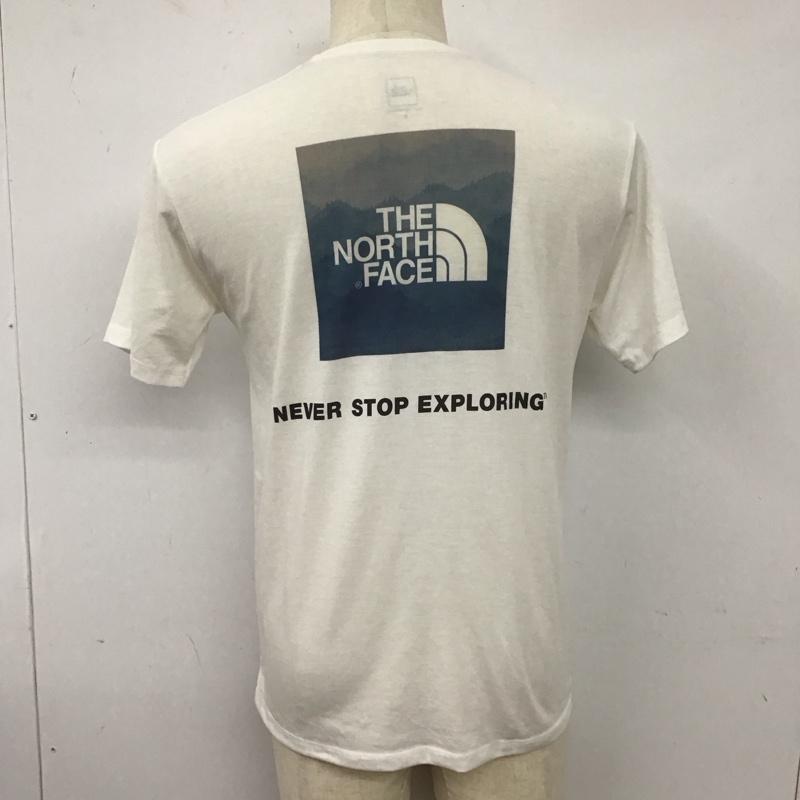 THE
NORTH
FACE
®
NEVER STOP EXPLORING